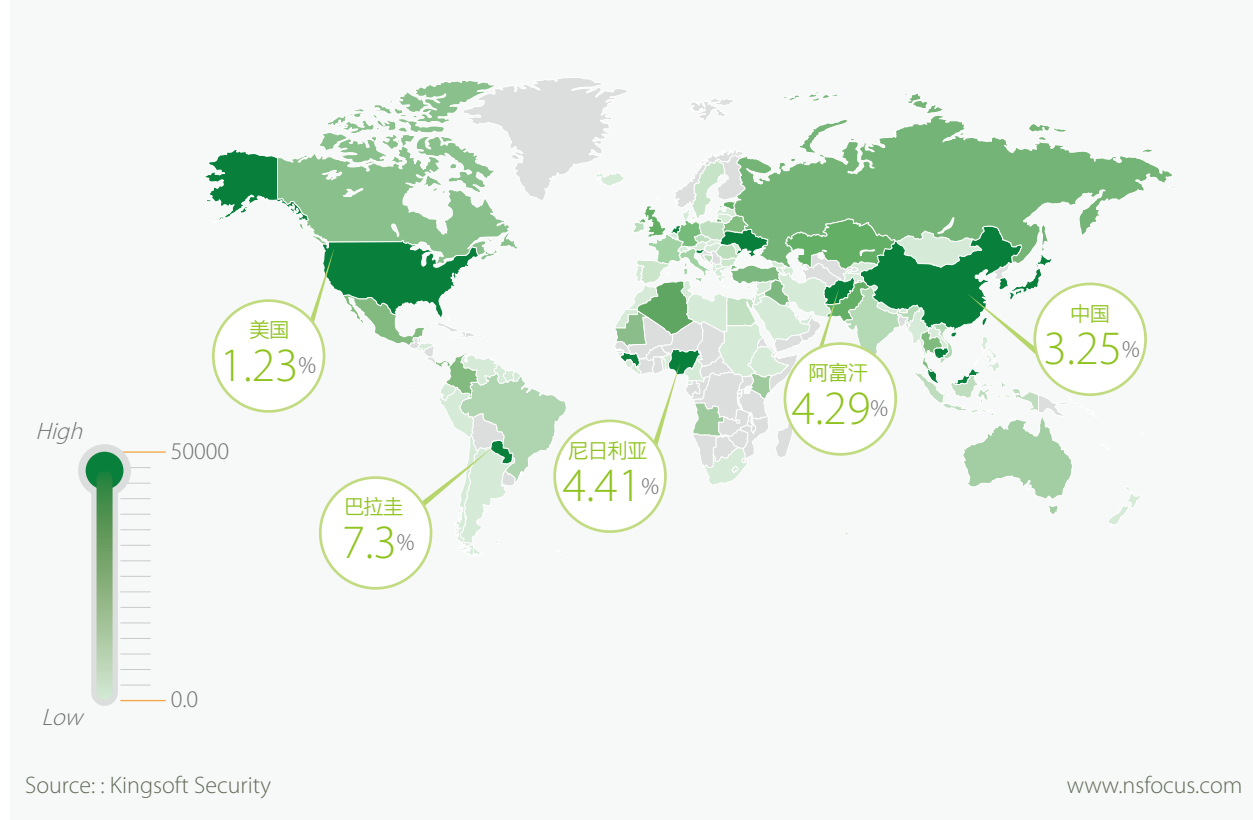 美国
1.23%
中国
3.25%
阿富汗
4.29%
尼日利亚
4.41%
巴拉圭
7.3%
High
50000
0.0
Low
Source: : Kingsoft Security
www.nsfocus.com